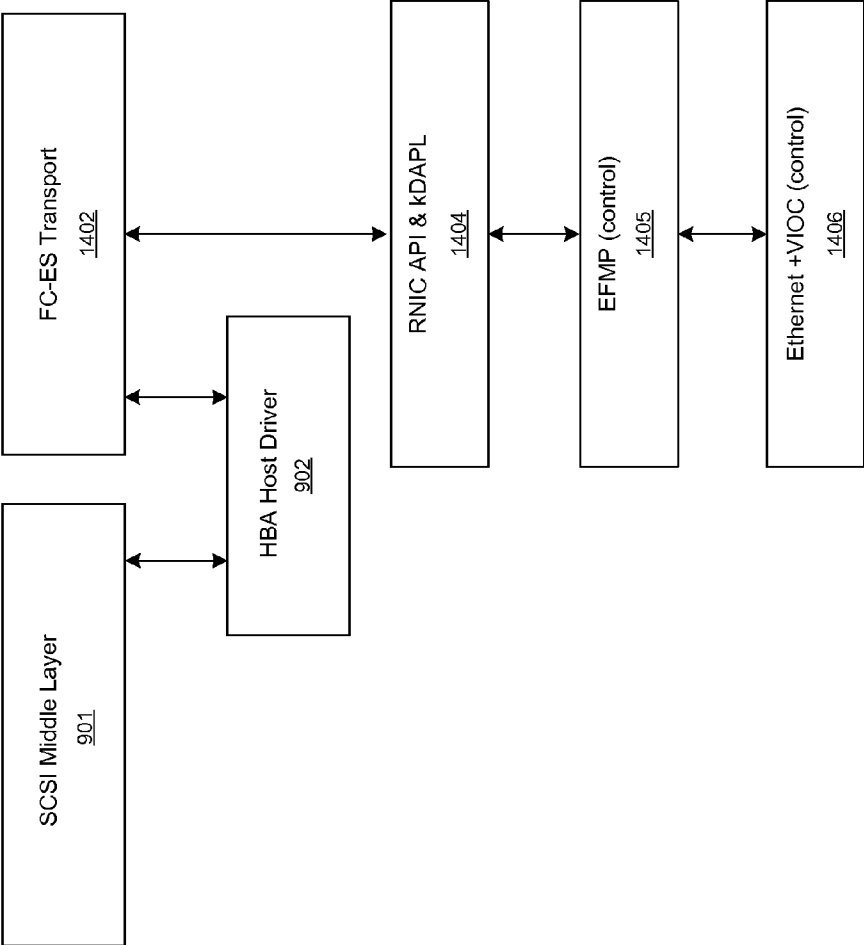 SCSI Middle Layer
901
FC-ES Transport
1402
HBA Host Driver
902
RNIC API & kDAPL
1404
EFMP (control)
1405
Ethernet +VIOC (control)
1406